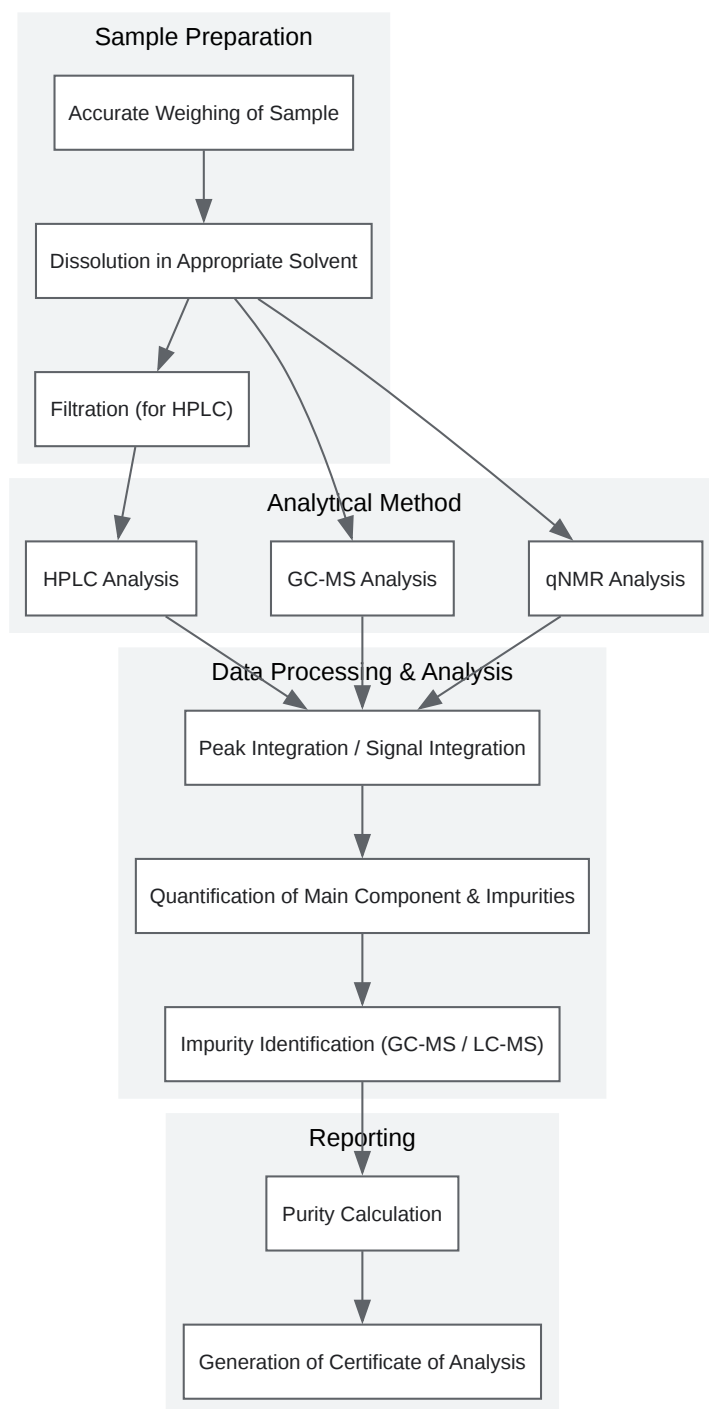 Sample Preparation
Accurate Weighing of Sample
Dissolution in Appropriate Solvent
Filtration (for HPLC)
Analytical Method
HPLC Analysis
GC-MS Analysis
qNMR Analysis
Data Processing & Analysis
Peak Integration / Signal Integration
Quantification of Main Component & Impurities
Impurity Identification (GC-MS / LC-MS)
Reporting
Purity Calculation
Generation of Certificate of Analysis